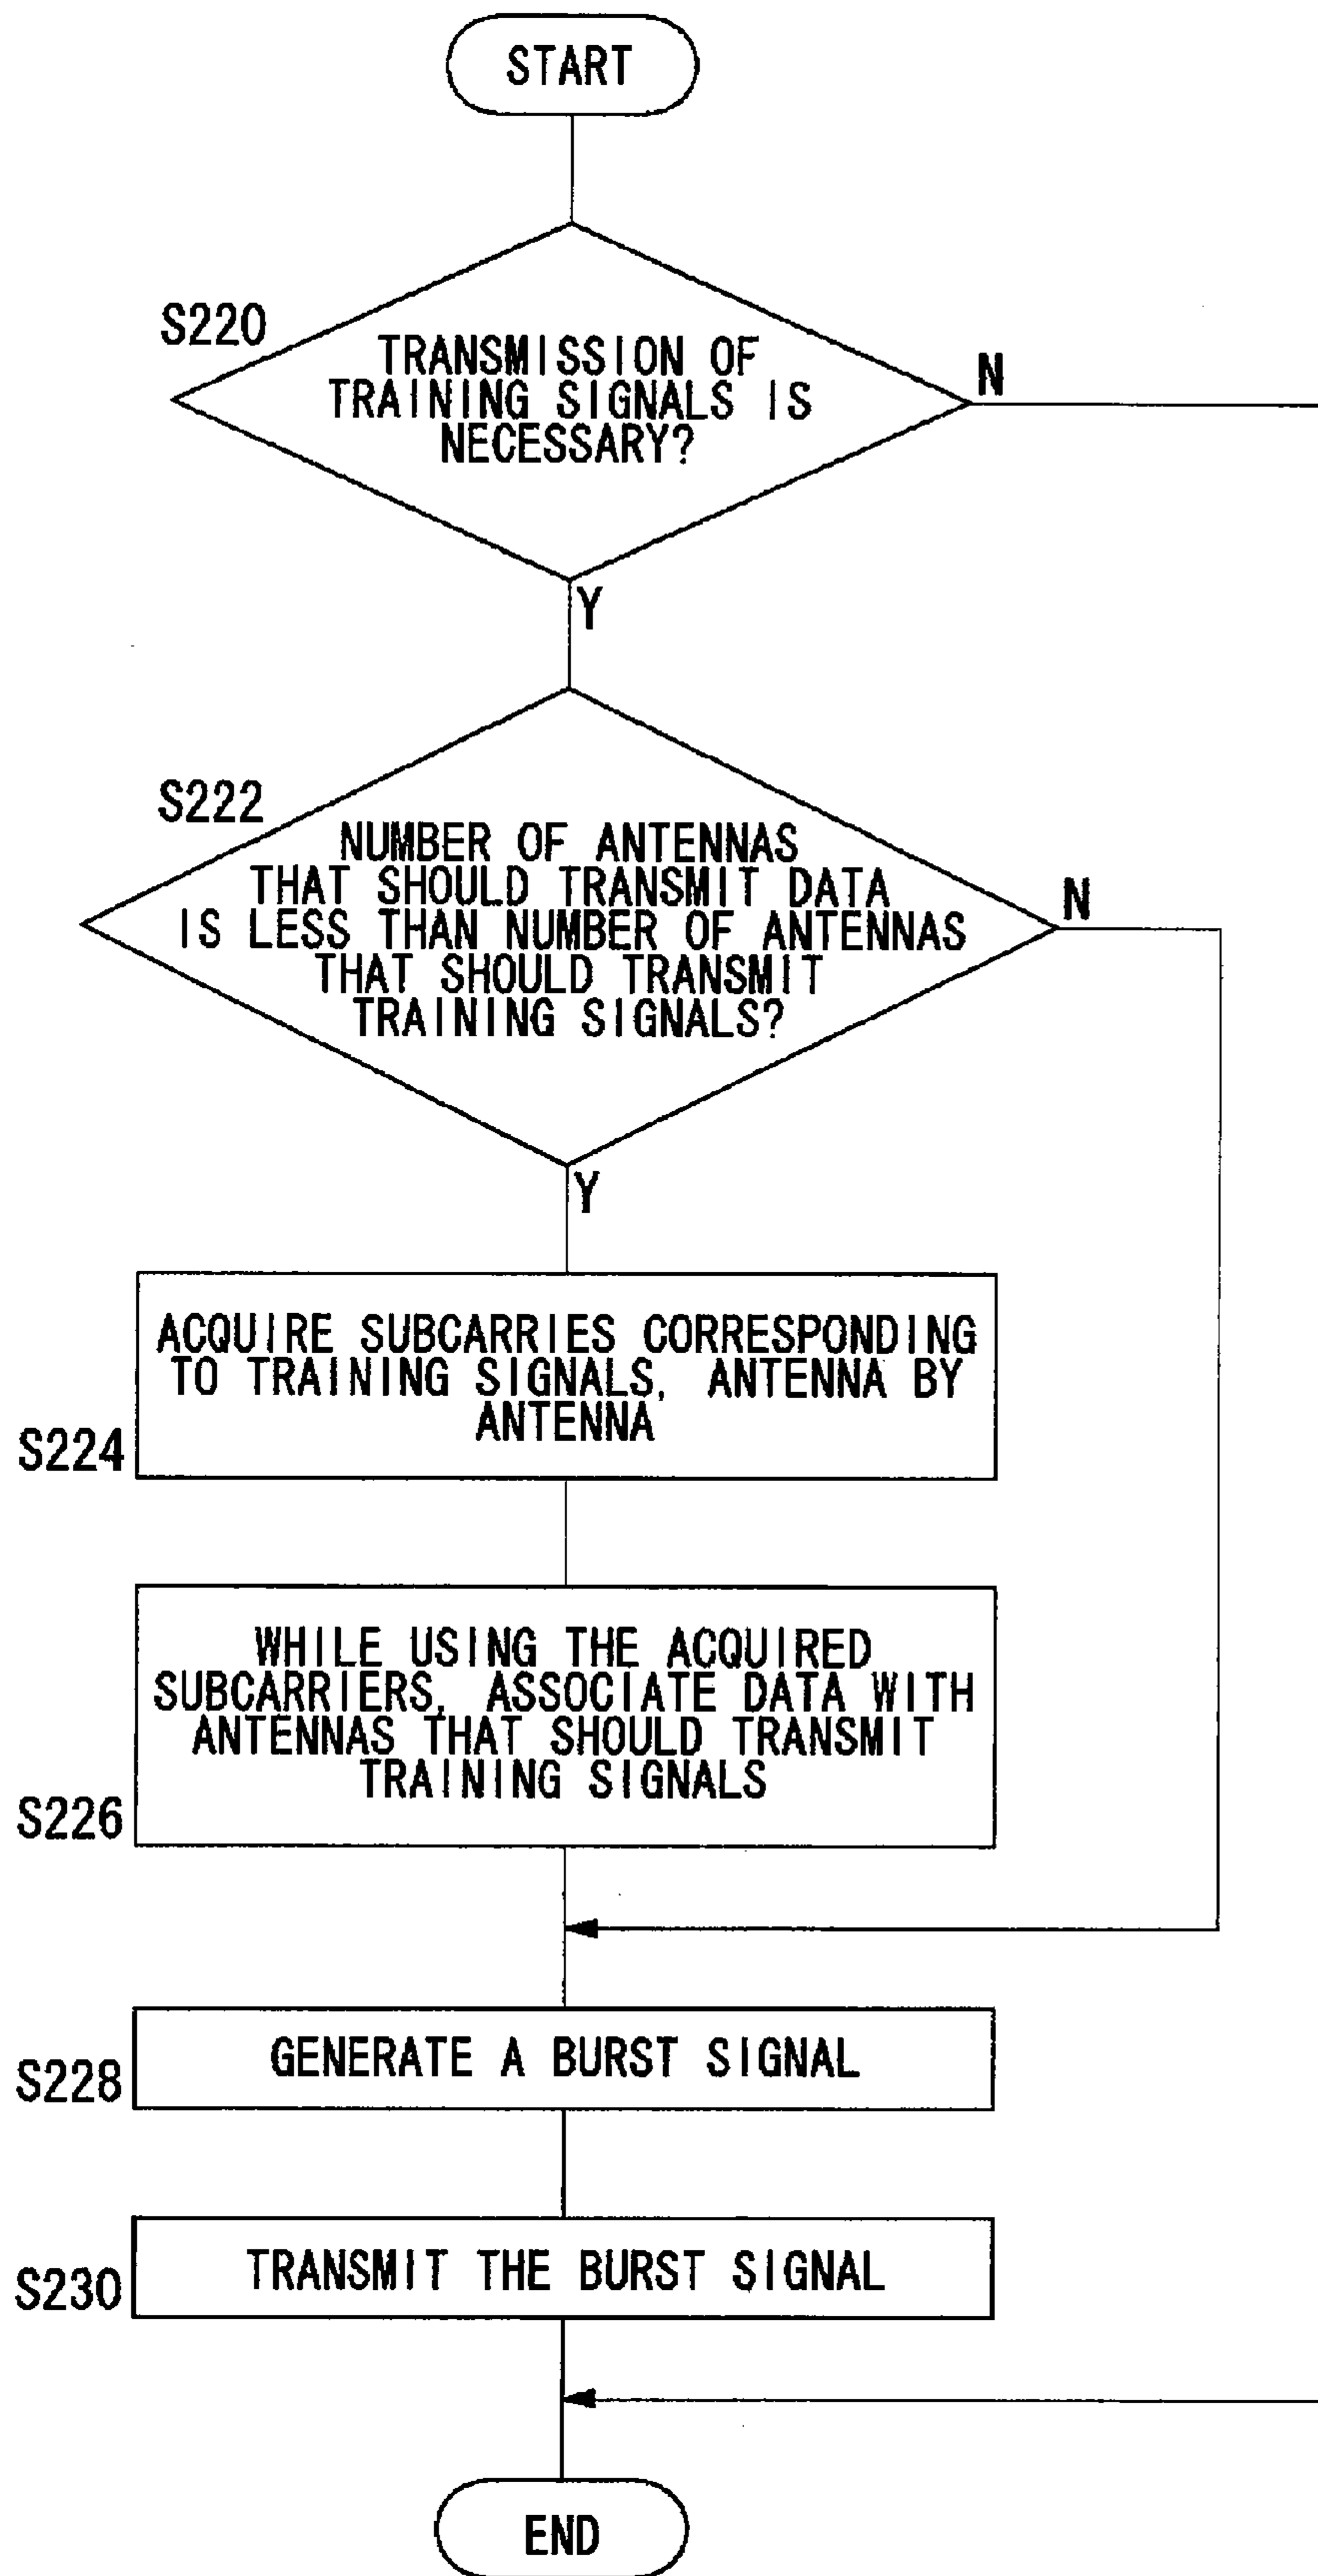 START
S220
TRANSMISSION OF
TRAINING SIGNALS IS
NECESSARY?
N
Y
S222
NUMBER OF ANTENNAS
THAT SHOULD TRANSMIT DATA
IS LESS THAN NUMBER OF ANTENNAS
THAT SHOULD TRANSMIT
TRAINING SIGNALS?
N
Y
ACQUIRE SUBCARRIES CORRESPONDING
TO TRAINING SIGNALS, ANTENNA BY
ANTENNA
S224
WHILE USING THE ACQUIRED
SUBCARRIERS, ASSOCIATE DATA WITH
ANTENNAS THAT SHOULD TRANSMIT
TRAINING SIGNALS
S226
GENERATE A BURST SIGNAL
S228
TRANSMIT THE BURST SIGNAL
S230
END